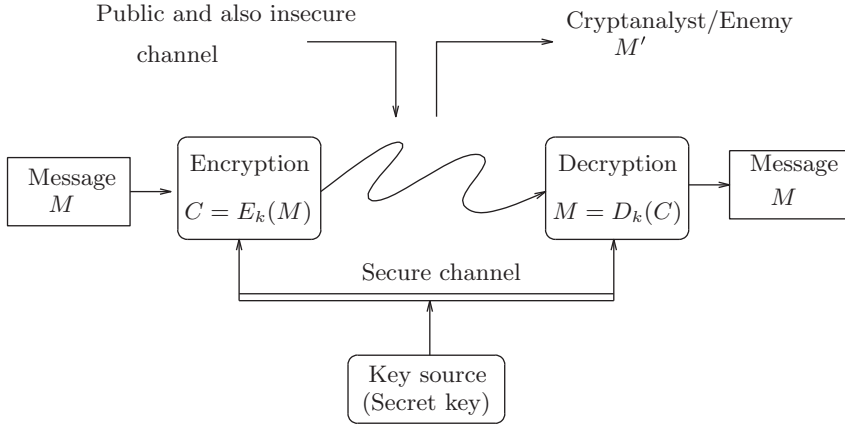 Public and also insecure
channel
Cryptanalyst/Enemy
M′
Message
M
Encryption
C = E_k(M)
Decryption
M = D_k(C)
Message
M
Secure channel
Key source
(Secret key)